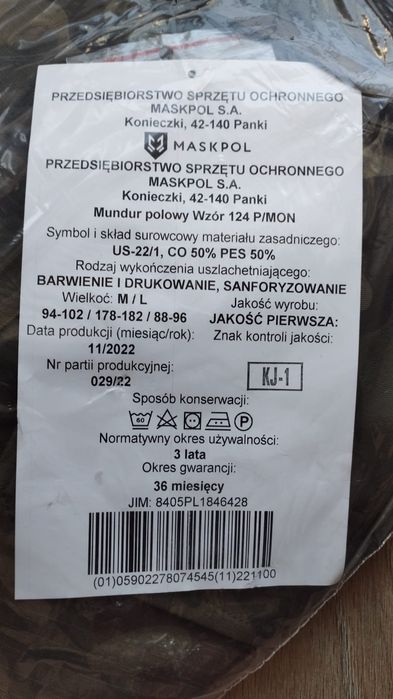 PRZEDSIĘBIORSTWO SPRZĘTU OCHRONNEGO
MASKPOL S.A.
Konieczki, 42-140 Panki
MASKPOL
PRZEDSIĘBIORSTWO SPRZĘTU OCHRONNEGO
MASKPOL S.A.
Konieczki, 42-140 Panki
Mundur polowy Wzór 124 P/MON
Symbol i skład surowcowy materiału zasadniczego:
US-22/1, CO 50% PES 50%
Rodzaj wykończenia uszlachetniającego:
BARWIENIE I DRUKOWANIE, SANFORYZOWANIE
Wielkoć: M / L
Jakość wyrobu:
94-102 / 178-182 / 88-96
JAKOŚĆ PIERWSZA:
Data produkcji (miesiąc/rok):
Znak kontroli jakości:
11/2022
Nr partii produkcyjnej:
029/22
KJ-1
Sposób konserwacji:
60
P
Normatywny okres używalności:
3 lata
Okres gwarancji:
36 miesięcy
JIM: 8405PL1846428
(01)05902278074545(11)221100